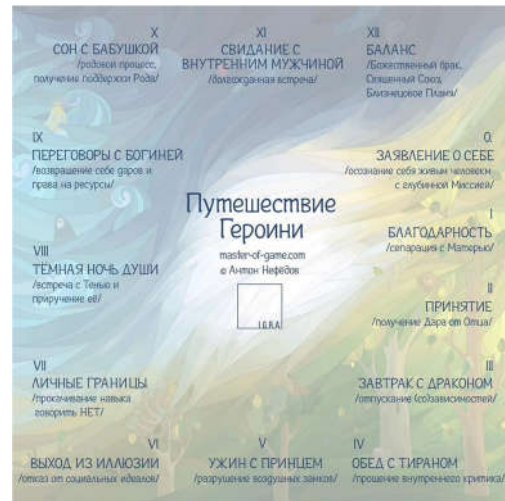 X
СОН С БАБУШКОЙ
/родовой процесс,
получение поддержки Рода/
XI
СВИДАНИЕ С
ВНУТРЕННИМ МУЖЧИНОЙ
/долгожданная встреча/
XII
БАЛАНС
/Божественный брак,
Священный Союз,
Близнецовое Пламя/
IX
ПЕРЕГОВОРЫ С БОГИНЕЙ
/возвращение себе даров и
права на ресурсы/
0.
ЗАЯВЛЕНИЕ О СЕБЕ
/осознание себя живым человеком
с глубинной Миссией/
Путешествие
Героини
master-of-game.com
© Антон Нефёдов
I.G.R.A.
I
БЛАГОДАРНОСТЬ
/сепарация с Матерью/
VIII
ТЁМНАЯ НОЧЬ ДУШИ
/встреча с Тенью и
приручение её/
II
ПРИНЯТИЕ
/получение Дара от Отца/
VII
ЛИЧНЫЕ ГРАНИЦЫ
/прокачивание навыка
говорить НЕТ/
III
ЗАВТРАК С ДРАКОНОМ
/отпускание (со)зависимостей/
VI
ВЫХОД ИЗ ИЛЛЮЗИИ
/отказ от социальных идеалов/
V
УЖИН С ПРИНЦЕМ
/разрушение воздушных замков/
IV
ОБЕД С ТИРАНОМ
/прощение внутреннего критика/